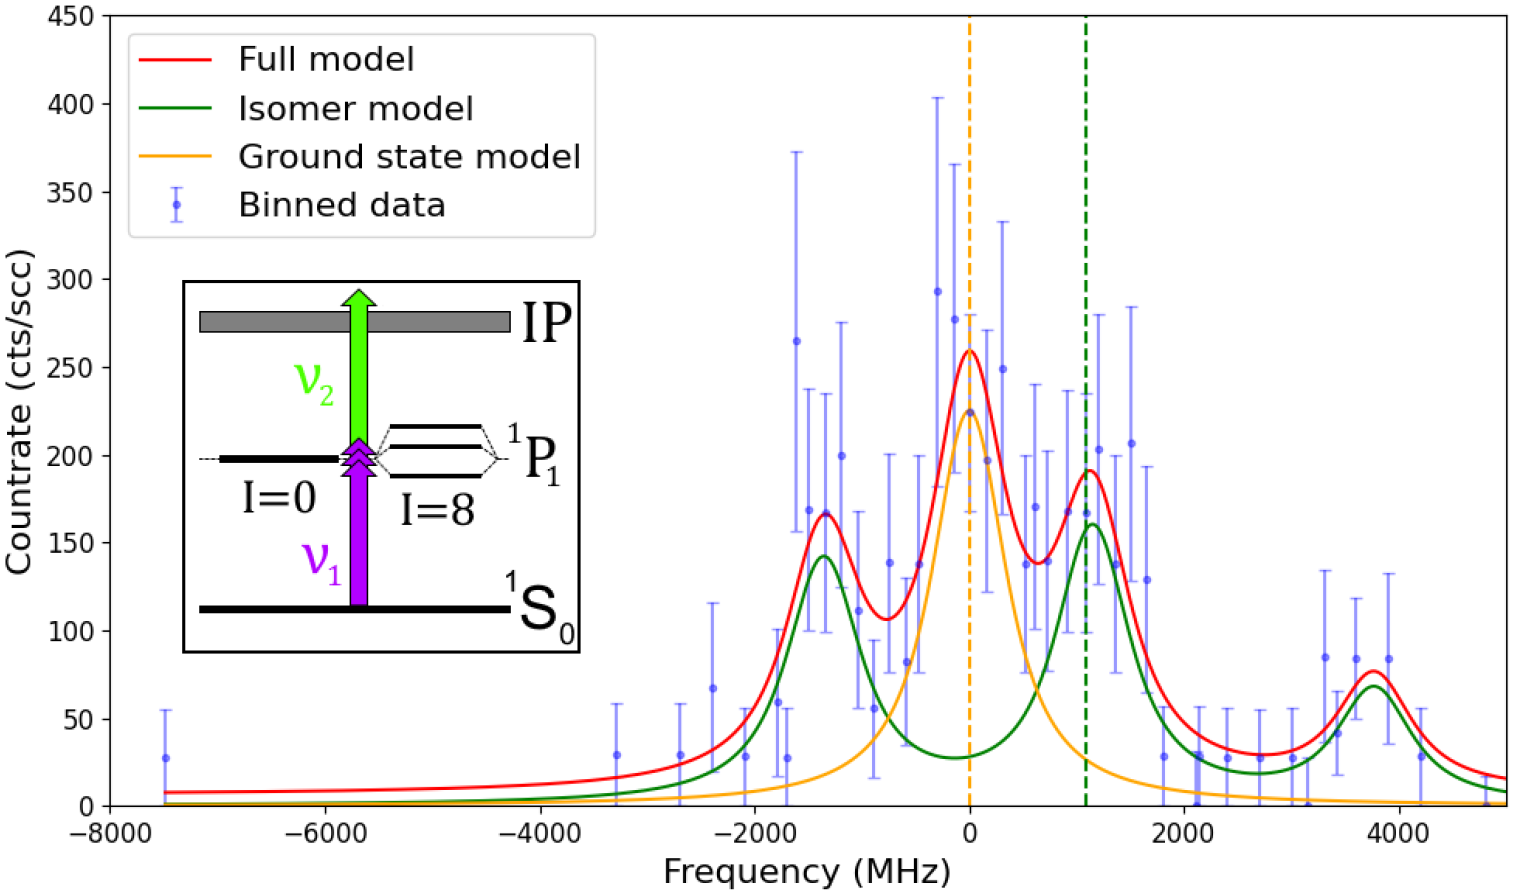 450
400
350
300
250
200
150
100
50
0
Countrate (cts/scc)
Full model
Isomer model
Ground state model
Binned data
IP
ν2
1P1
I=0
I=8
ν1
1S0
−8000 −6000 −4000 −2000 0 2000 4000
Frequency (MHz)